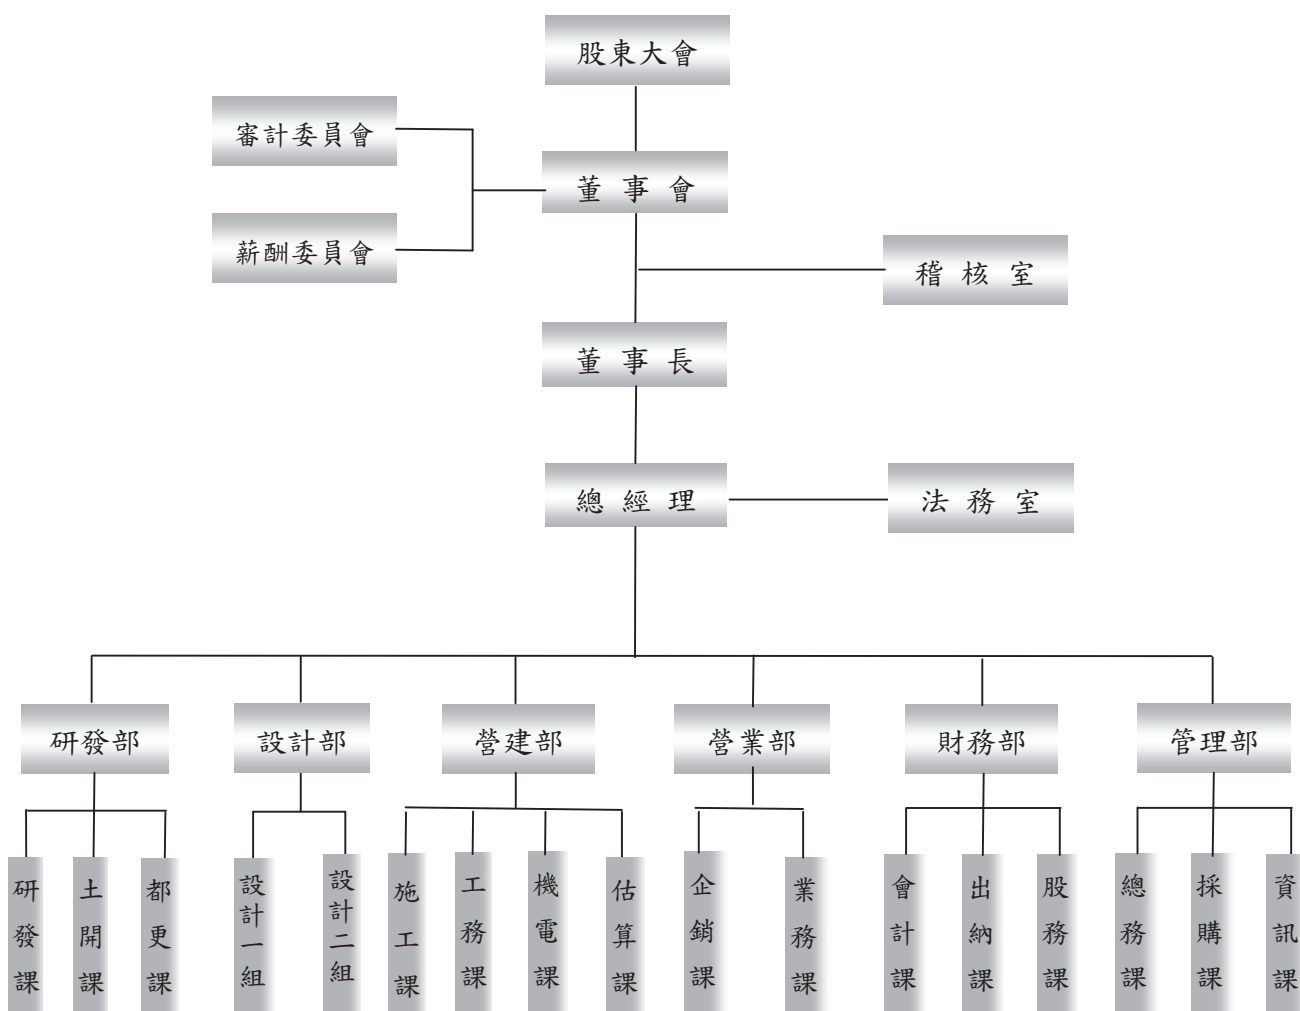 股東大會
審計委員會
董事會
薪酬委員會
稽核室
董事長
總經理
法務室
研發部
設計部
營建部
營業部
財務部
管理部
研發課
土開課
都更課
設計一組
設計二組
施工課
工務課
機電課
估算課
企銷課
業務課
會計課
出納課
股務課
總務課
採購課
資訊課